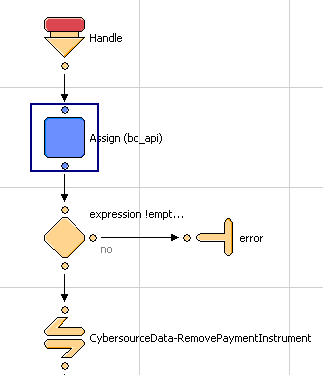 Handle
Assign (bc_api)
expression !empt...
no
error
CybersourceData-RemovePaymentInstrument